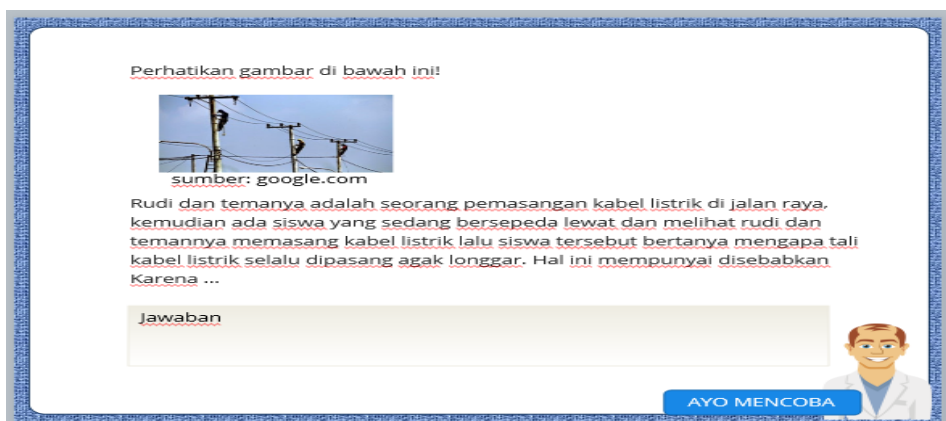 Perhatikan gambar di bawah ini!
sumber: google.com
Rudi dan temanya adalah seorang pemasangan kabel listrik di jalan raya,
kemudian ada siswa yang sedang bersepeda lewat dan melihat rudi dan
temannya memasang kabel listrik lalu siswa tersebut bertanya mengapa tali
kabel listrik selalu dipasang agak longgar. Hal ini mempunyai disebabkan
Karena ...
Jawaban
AYO MENCOBA